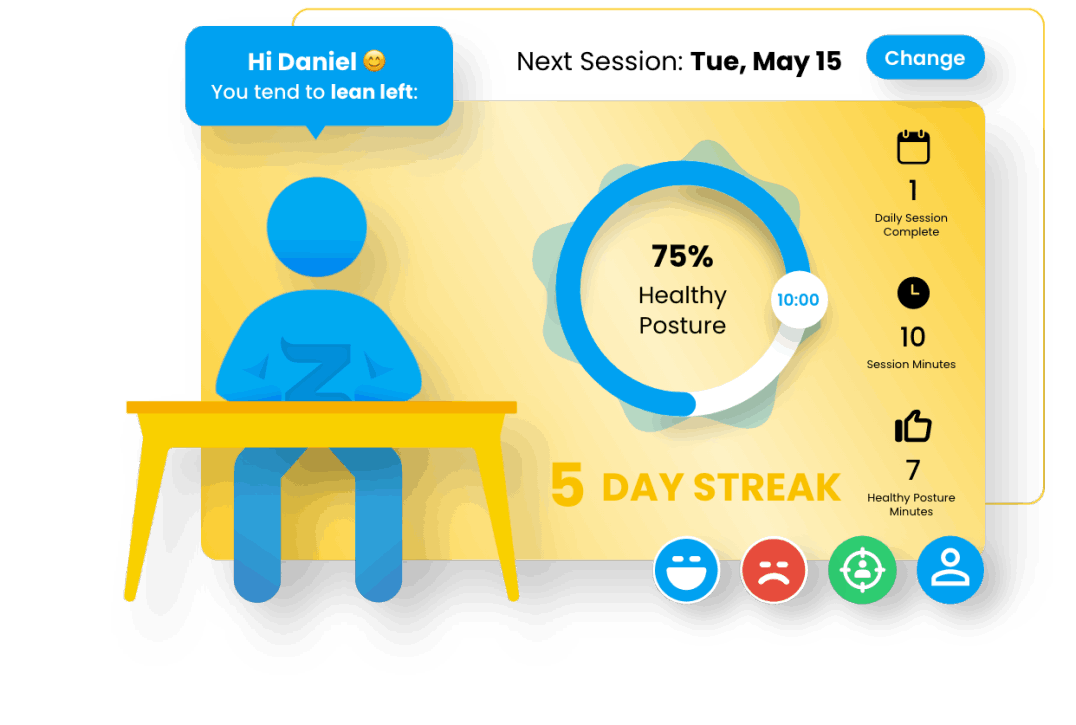 Hi Daniel 😊
You tend to lean left:
Next Session: Tue, May 15
Change
75%
Healthy
Posture
10:00
5 DAY STREAK
1
Daily Session
Complete
10
Session Minutes
7
Healthy Posture
Minutes
Z